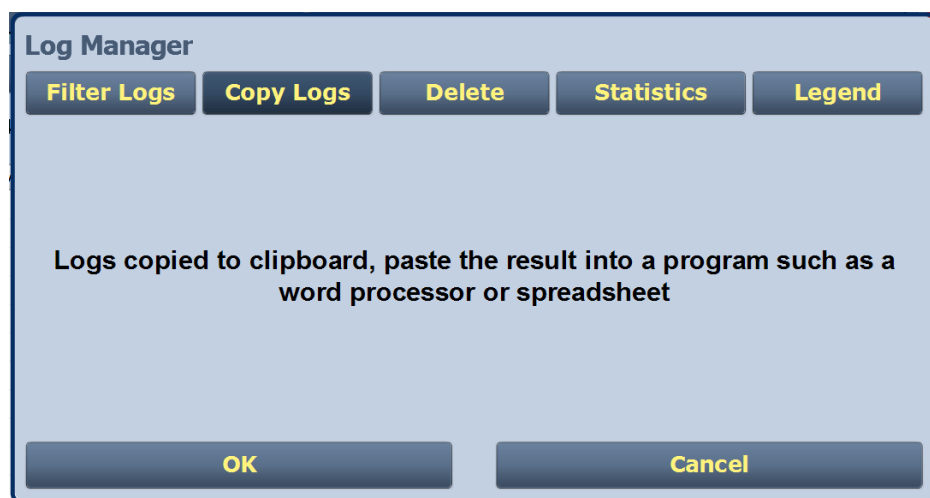 Log Manager
Filter Logs Copy Logs Delete Statistics Legend
Logs copied to clipboard, paste the result into a program such as a
word processor or spreadsheet
OK Cancel